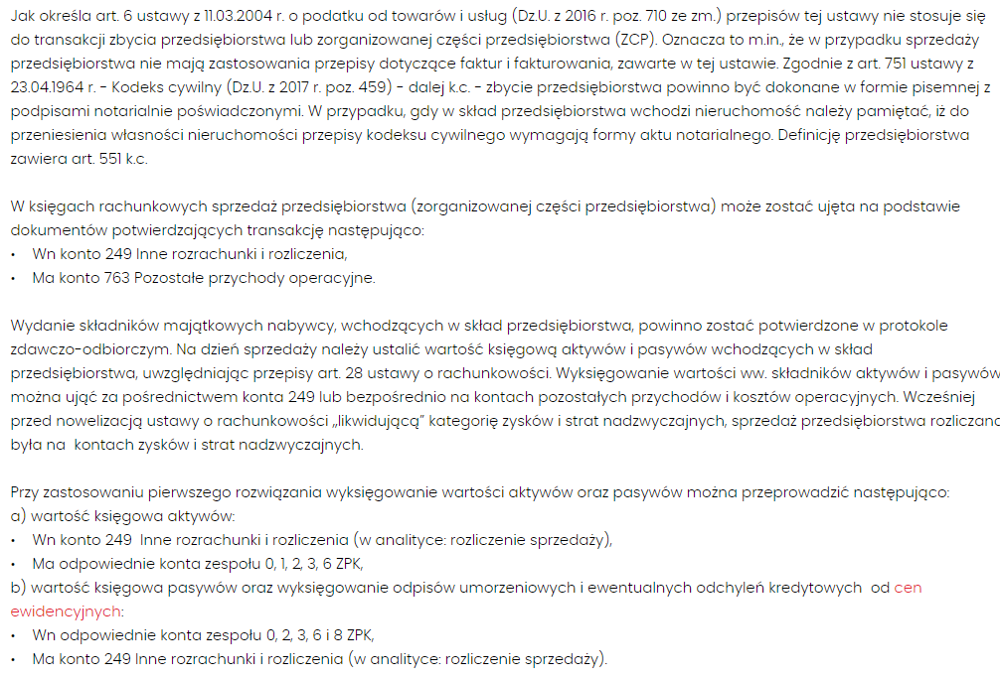 Jak określa art. 6 ustawy z 11.03.2004 r. o podatku od towarów i usług (Dz.U. z 2016 r. poz. 710 ze zm.) przepisów tej ustawy nie stosuje się
do transakcji zbycia przedsiębiorstwa lub zorganizowanej części przedsiębiorstwa (ZCP). Oznacza to m.in., że w przypadku sprzedaży
przedsiębiorstwa nie mają zastosowania przepisy dotyczące faktur i fakturowania, zawarte w tej ustawie. Zgodnie z art. 751 ustawy z
23.04.1964 r. - Kodeks cywilny (Dz.U. z 2017 r. poz. 459) - dalej k.c. - zbycie przedsiębiorstwa powinno być dokonane w formie pisemnej z
podpisami notarialnie poświadczonymi. W przypadku, gdy w skład przedsiębiorstwa wchodzi nieruchomość należy pamiętać, iż do
przeniesienia własności nieruchomości przepisy kodeksu cywilnego wymagają formy aktu notarialnego. Definicję przedsiębiorstwa
zawiera art. 551 k.c.
W księgach rachunkowych sprzedaż przedsiębiorstwa (zorganizowanej części przedsiębiorstwa) może zostać ujęta na podstawie
dokumentów potwierdzających transakcję następująco:
• Wn konto 249 Inne rozrachunki i rozliczenia,
• Ma konto 763 Pozostałe przychody operacyjne.
Wydanie składników majątkowych nabywcy, wchodzących w skład przedsiębiorstwa, powinno zostać potwierdzone w protokole
zdawczo-odbiorczym. Na dzień sprzedaży należy ustalić wartość księgową aktywów i pasywów wchodzących w skład
przedsiębiorstwa, uwzględniając przepisy art. 28 ustawy o rachunkowości. Wyksięgowanie wartości ww. składników aktywów i pasywów
można ująć za pośrednictwem konta 249 lub bezpośrednio na kontach pozostałych przychodów i kosztów operacyjnych. Wcześniej
przed nowelizacją ustawy o rachunkowości „likwidującą” kategorię zysków i strat nadzwyczajnych, sprzedaż przedsiębiorstwa rozliczano
była na kontach zysków i strat nadzwyczajnych.
Przy zastosowaniu pierwszego rozwiązania wyksięgowanie wartości aktywów oraz pasywów można przeprowadzić następująco:
a) wartość księgowa aktywów:
• Wn konto 249 Inne rozrachunki i rozliczenia (w analityce: rozliczenie sprzedaży),
• Ma odpowiednie konta zespołu 0, 1, 2, 3, 6 ZPK,
b) wartość księgowa pasywów oraz wyksięgowanie odpisów umorzeniowych i ewentualnych odchyleń kredytowych od cen
ewidencyjnych:
• Wn odpowiednie konta zespołu 0, 2, 3, 6 i 8 ZPK,
• Ma konto 249 Inne rozrachunki i rozliczenia (w analityce: rozliczenie sprzedaży).